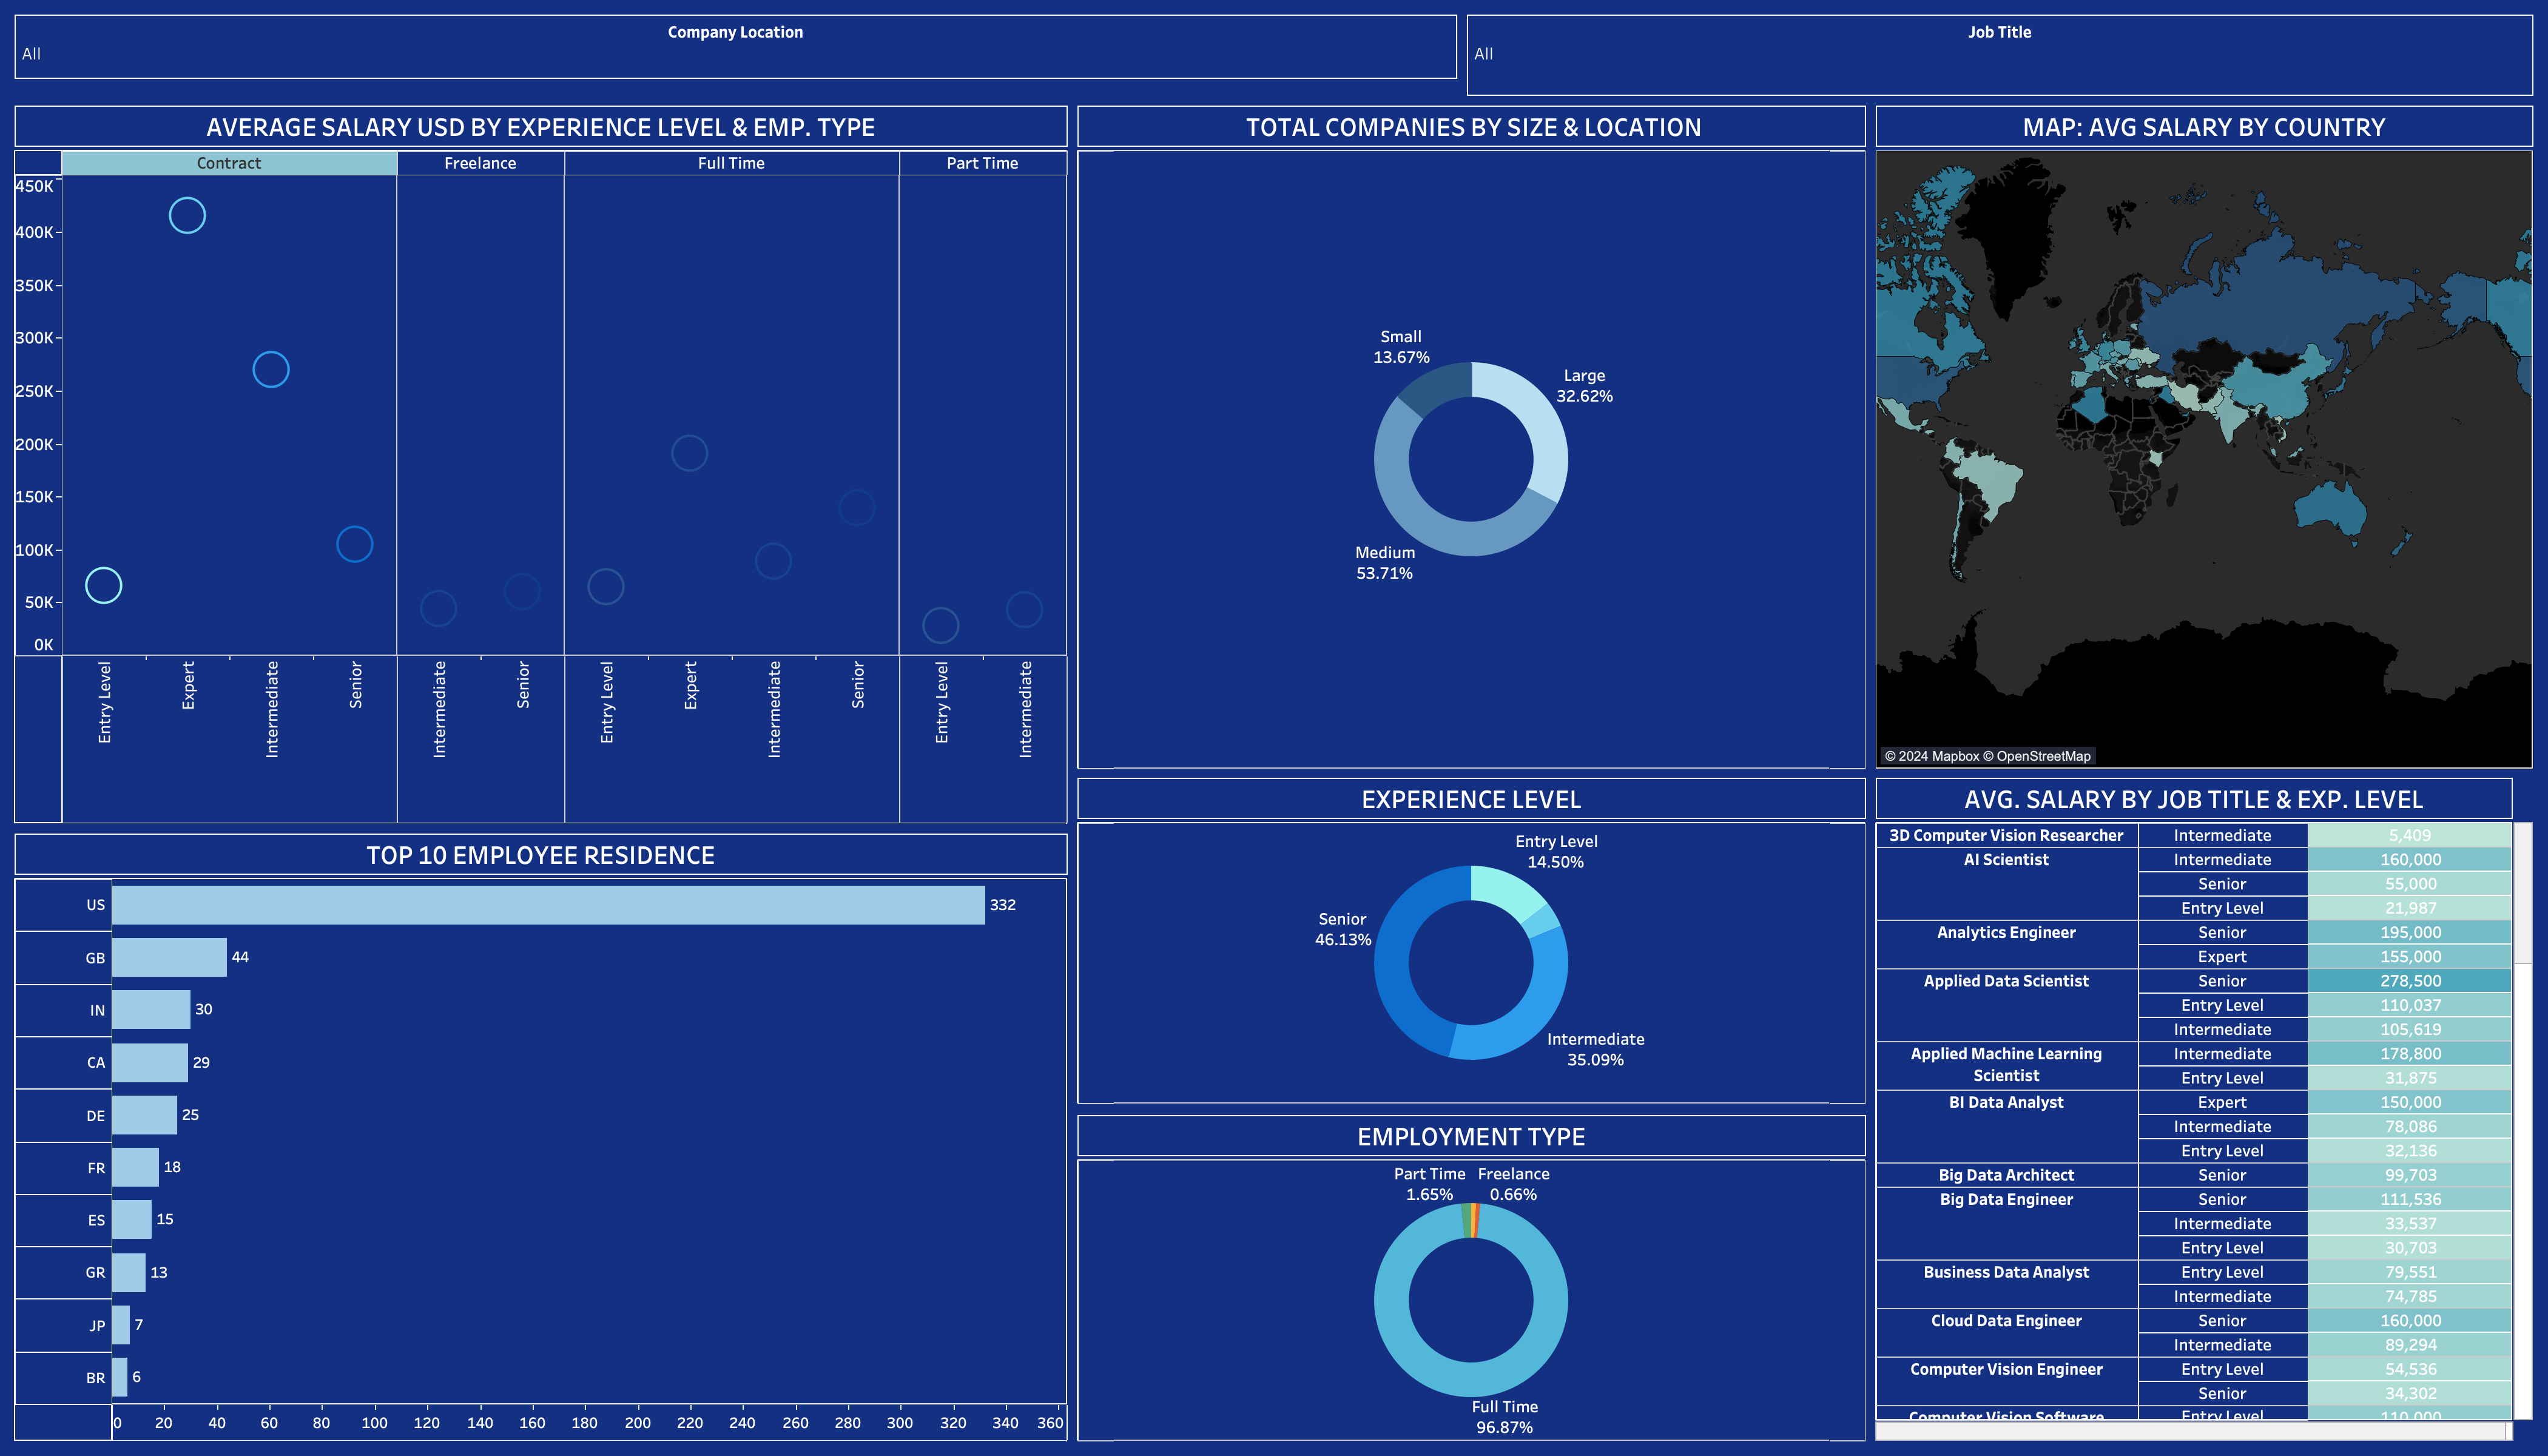 Company Location
All
Job Title
All
AVERAGE SALARY USD BY EXPERIENCE LEVEL & EMP. TYPE
Contract
Freelance
Full Time
Part Time
450K
400K
350K
300K
250K
200K
150K
100K
50K
0K
Entry Level
Expert
Intermediate
Senior
Intermediate
Senior
Entry Level
Expert
Intermediate
Senior
Entry Level
Intermediate
TOTAL COMPANIES BY SIZE & LOCATION
Small
13.67%
Large
32.62%
Medium
53.71%
MAP: AVG SALARY BY COUNTRY
© 2024 Mapbox © OpenStreetMap
TOP 10 EMPLOYEE RESIDENCE
US 332
GB 44
IN 30
CA 29
DE 25
FR 18
ES 15
GR 13
JP 7
BR 6
0 20 40 60 80 100 120 140 160 180 200 220 240 260 280 300 320 340 360
EXPERIENCE LEVEL
Entry Level
14.50%
Senior
46.13%
Intermediate
35.09%
EMPLOYMENT TYPE
Part Time
1.65%
Freelance
0.66%
Full Time
96.87%
AVG. SALARY BY JOB TITLE & EXP. LEVEL
3D Computer Vision Researcher Intermediate 5,409
AI Scientist Intermediate 160,000
Senior 55,000
Entry Level 21,987
Analytics Engineer Senior 195,000
Expert 155,000
Applied Data Scientist Senior 278,500
Entry Level 110,037
Intermediate 105,619
Applied Machine Learning Intermediate 178,800
Scientist Entry Level 31,875
BI Data Analyst Expert 150,000
Intermediate 78,086
Entry Level 32,136
Big Data Architect Senior 99,703
Big Data Engineer Senior 111,536
Intermediate 33,537
Entry Level 30,703
Business Data Analyst Entry Level 79,551
Intermediate 74,785
Cloud Data Engineer Senior 160,000
Intermediate 89,294
Computer Vision Engineer Entry Level 54,536
Senior 34,302
Computer Vision Software Entry Level 110,000